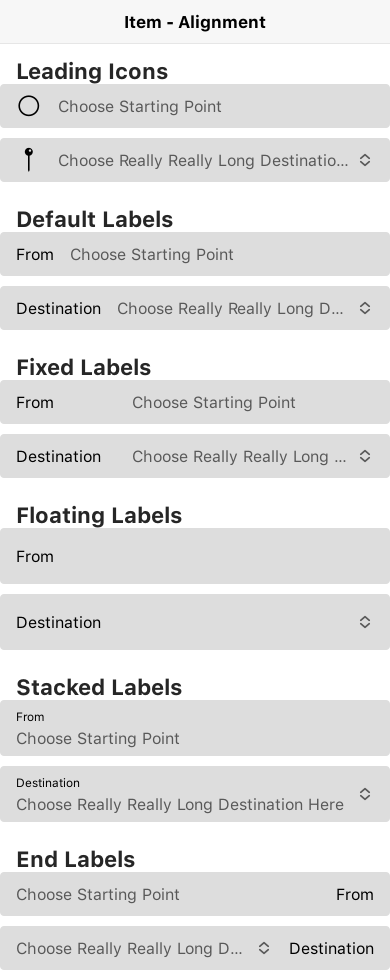 Item - Alignment
Leading Icons
Choose Starting Point
Choose Really Really Long Destinatio...
Default Labels
From Choose Starting Point
Destination Choose Really Really Long D...
Fixed Labels
From Choose Starting Point
Destination Choose Really Really Long ...
Floating Labels
From
Destination
Stacked Labels
From
Choose Starting Point
Destination
Choose Really Really Long Destination Here
End Labels
Choose Starting Point From
Choose Really Really Long D... Destination